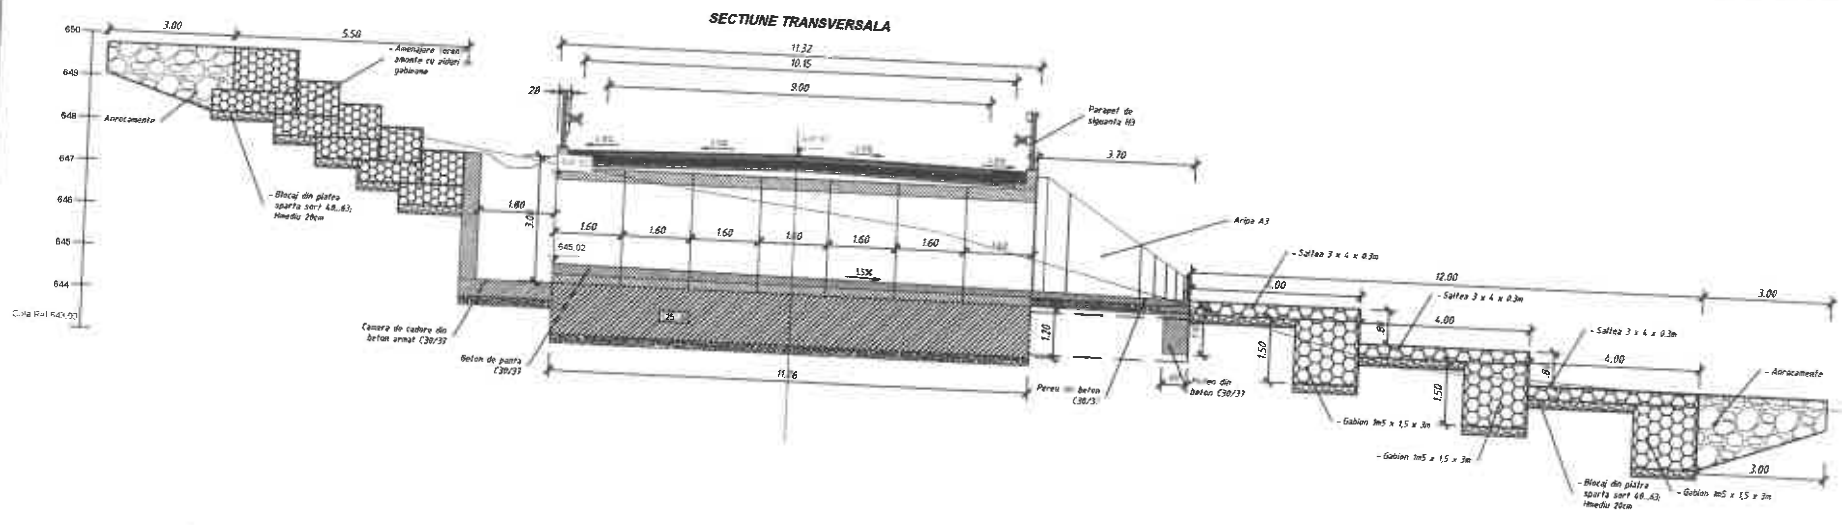 SECTIUNE TRANSVERSALA
650
649
648
647
646
645
644
3.00
5.50
- Amenajare teren
amonte cu ziduri
gabioane
Anrocamente
- Blocaj din piatra
sparta sort 40...63;
Hmediu 20cm
11.32
10.15
9.00
28
Parapet de
siguanta H3
3.70
1.80
3.00
1.60
1.60
1.60
1.60
1.60
1.60
645.02
1.5%
25
Aripa A3
Camera de cadere din
beton armat C30/37
Beton de panta
C30/37
1.20
Pereu beton
beton C30/37
- Saltea 3 x 4 x 0.3m
12.00
3.00
- Saltea 3 x 4 x 0.3m
4.00
- Saltea 3 x 4 x 0.3m
4.00
1.50
1.50
- Anrocamente
- Gabion 1m5 x 1,5 x 3m
- Gabion 1m5 x 1,5 x 3m
3.00
- Blocaj din piatra
sparta sort 40...63;
Hmediu 20cm
- Gabion 1m5 x 1,5 x 3m